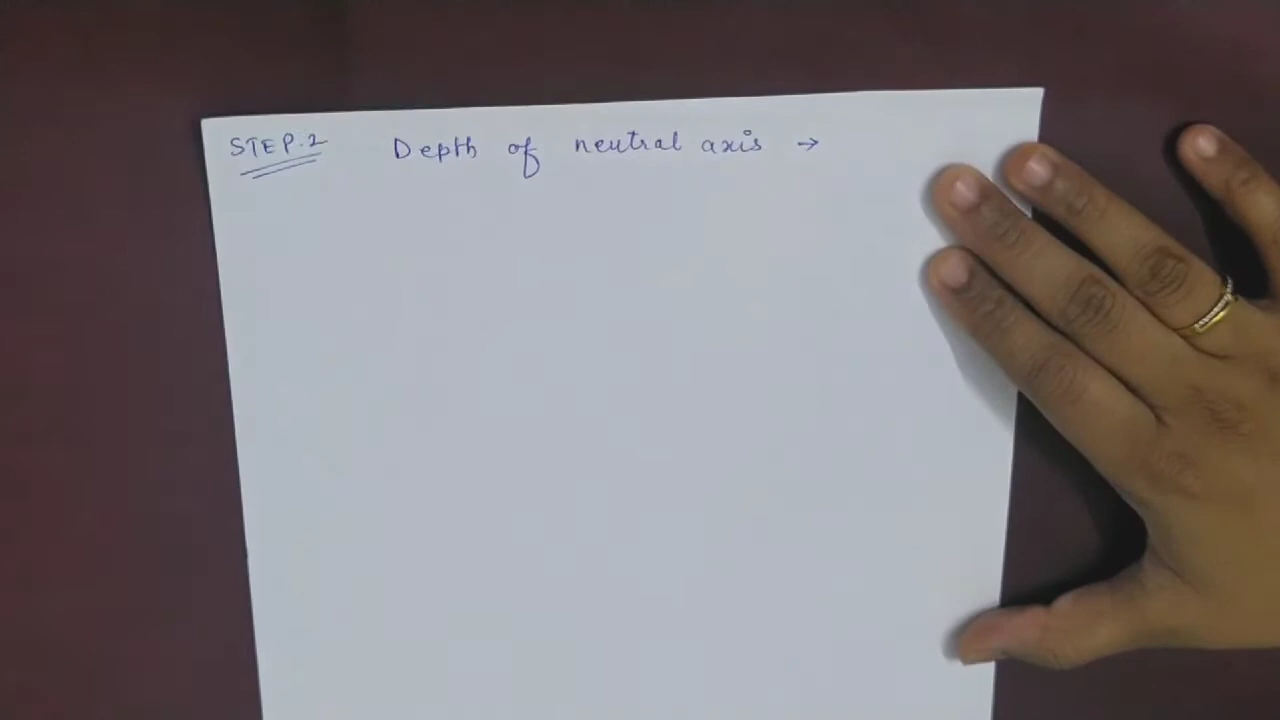 STEP.2 Depth of neutral axis →